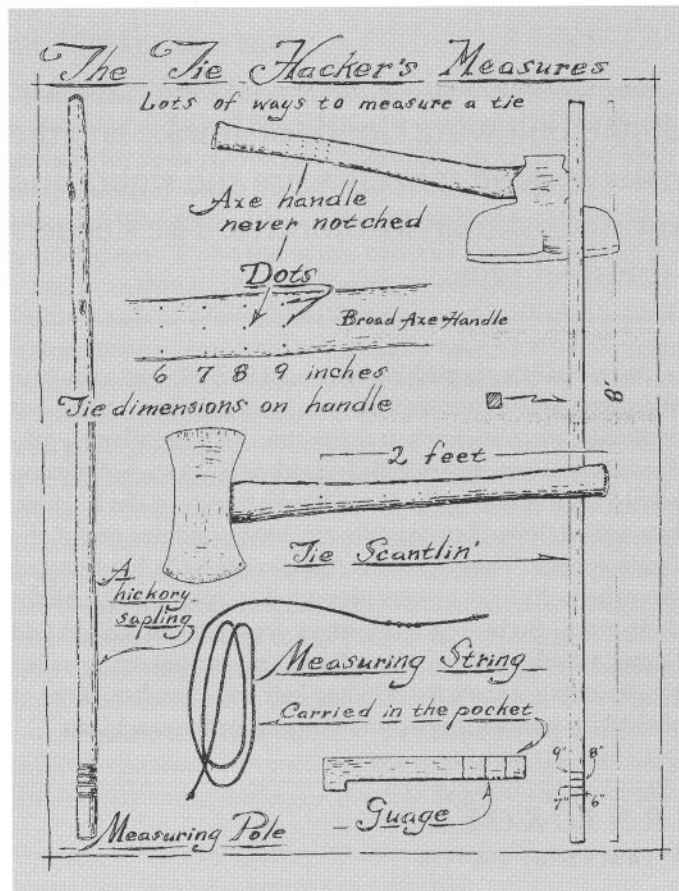 The Tie Hacker's Measures
Lots of ways to measure a tie
Axe handle
never notched
Dots
Broad Axe Handle
6 7 8 9 inches
Tie dimensions on handle
8'
2 feet
Tie Scantlin'
A
hickory
sapling
Measuring String
Carried in the pocket
9" 8"
7" 6"
Guage
Measuring Pole